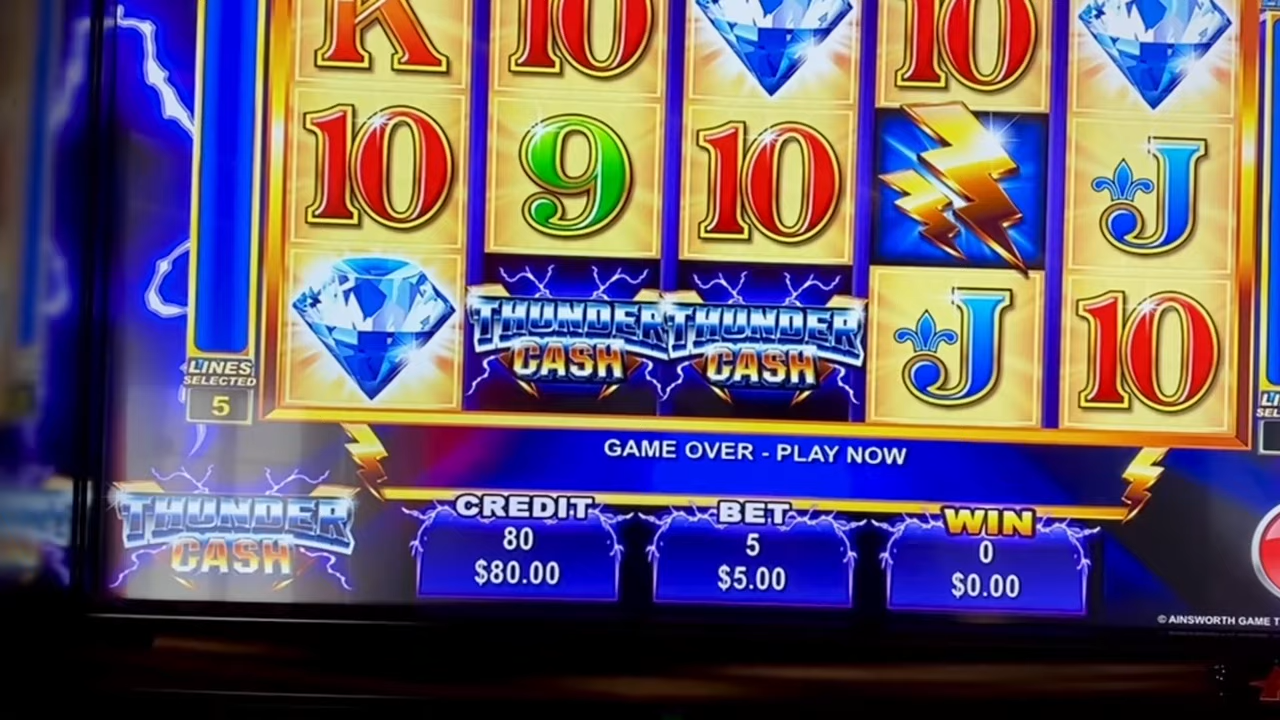 K 10 10
10 9 10 J
THUNDER CASH THUNDER CASH J 10
LINES
SELECTED
5
GAME OVER - PLAY NOW
THUNDER
CASH
CREDIT
80
$80.00
BET
5
$5.00
WIN
0
$0.00
© AINSWORTH GAME